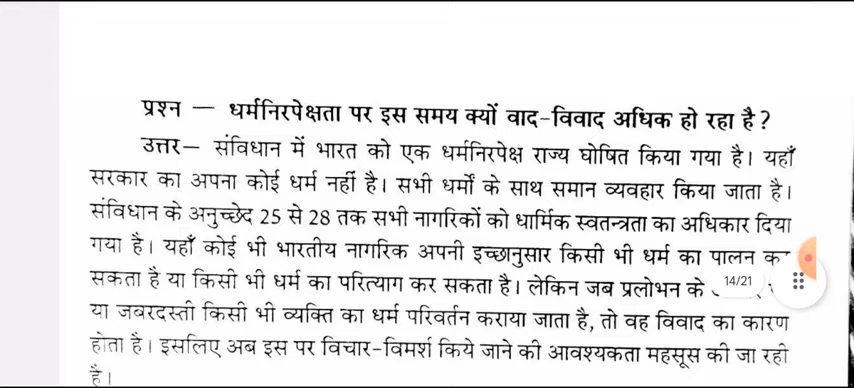 प्रश्न — धर्मनिरपेक्षता पर इस समय क्यों वाद-विवाद अधिक हो रहा है?
उत्तर— संविधान में भारत को एक धर्मनिरपेक्ष राज्य घोषित किया गया है। यहाँ
सरकार का अपना कोई धर्म नहीं है। सभी धर्मों के साथ समान व्यवहार किया जाता है।
संविधान के अनुच्छेद 25 से 28 तक सभी नागरिकों को धार्मिक स्वतन्त्रता का अधिकार दिया
गया है। यहाँ कोई भी भारतीय नागरिक अपनी इच्छानुसार किसी भी धर्म का पालन कर
सकता है या किसी भी धर्म का परित्याग कर सकता है। लेकिन जब प्रलोभन के
14/21
या जबरदस्ती किसी भी व्यक्ति का धर्म परिवर्तन कराया जाता है, तो वह विवाद का कारण
होता है। इसलिए अब इस पर विचार-विमर्श किये जाने की आवश्यकता महसूस की जा रही
है।